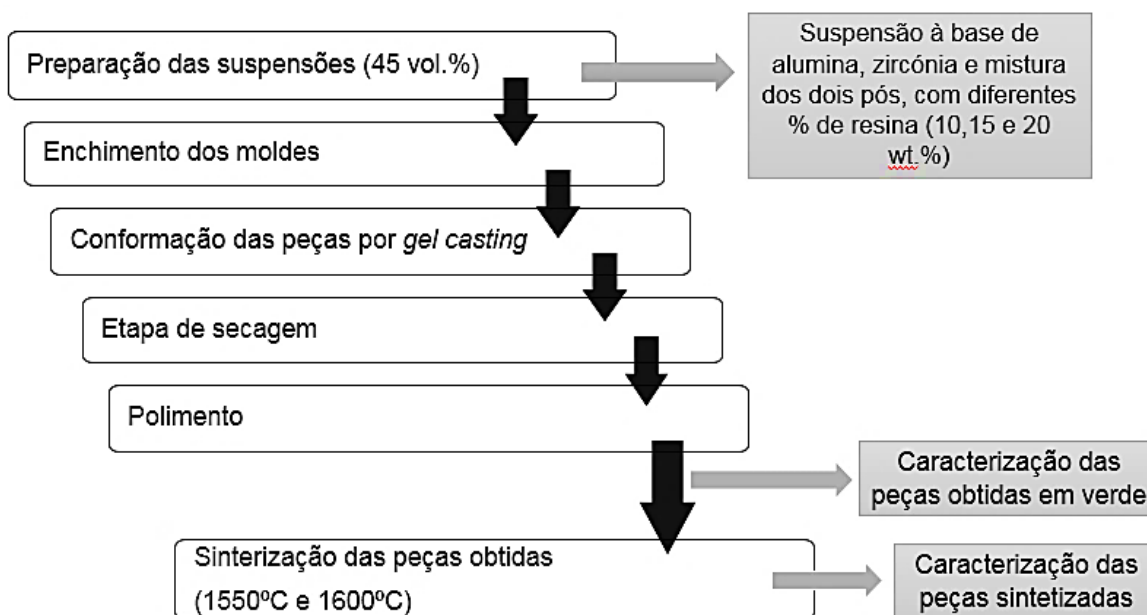 Preparação das suspensões (45 vol.%)
Suspensão à base de
alumina, zircónia e mistura
dos dois pós, com diferentes
% de resina (10,15 e 20
wt.%)
Enchimento dos moldes
Conformação das peças por gel casting
Etapa de secagem
Polimento
Caracterização das
peças obtidas em verde
Sinterização das peças obtidas
(1550ºC e 1600ºC)
Caracterização das
peças sintetizadas